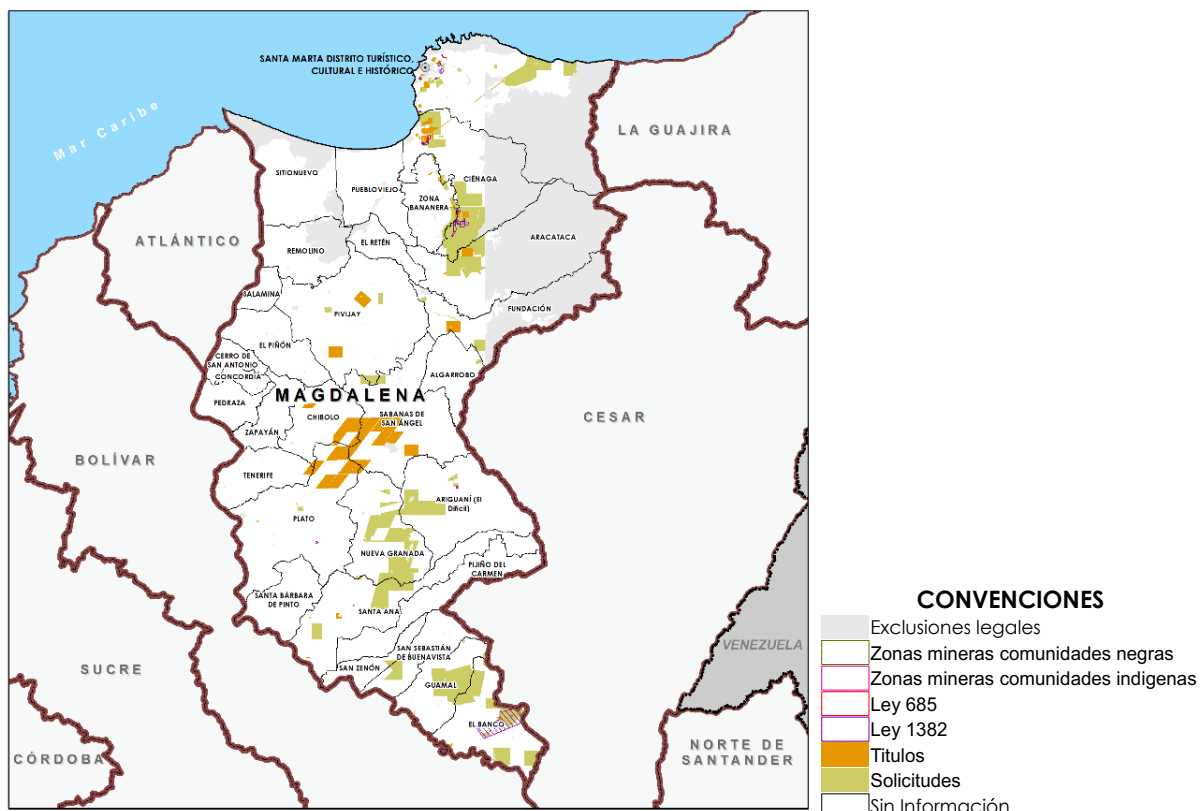 SANTA MARTA DISTRITO TURÍSTICO,
CULTURAL E HISTÓRICO
Mar Caribe
LA GUAJIRA
SITIONUEVO
PUEBLOVIEJO
CIÉNAGA
ZONA
BANANERA
ATLÁNTICO
REMOLINO
EL RETÉN
ARACATACA
SALAMINA
PIVIJAY
FUNDACIÓN
EL PIÑÓN
CERRO DE
SAN ANTONIO
CONCORDIA
ALGARROBO
MAGDALENA
PEDRAZA
CHIBOLO
SABANAS DE
SAN ANGEL
CESAR
ZAPAYÁN
BOLÍVAR
TENERIFE
ARIGUANÍ (El
Dificil)
PLATO
NUEVA GRANADA
PIJIÑO DEL
CARMEN
SANTA BÁRBARA
DE PINTO
SANTA ANA
SAN SEBASTIÁN
DE BUENAVISTA
SAN ZENÓN
SUCRE
GUAMAL
EL BANCO
VENEZUELA
CÓRDOBA
NORTE DE
SANTANDER
CONVENCIONES
Exclusiones legales
Zonas mineras comunidades negras
Zonas mineras comunidades indigenas
Ley 685
Ley 1382
Titulos
Solicitudes
Sin Información